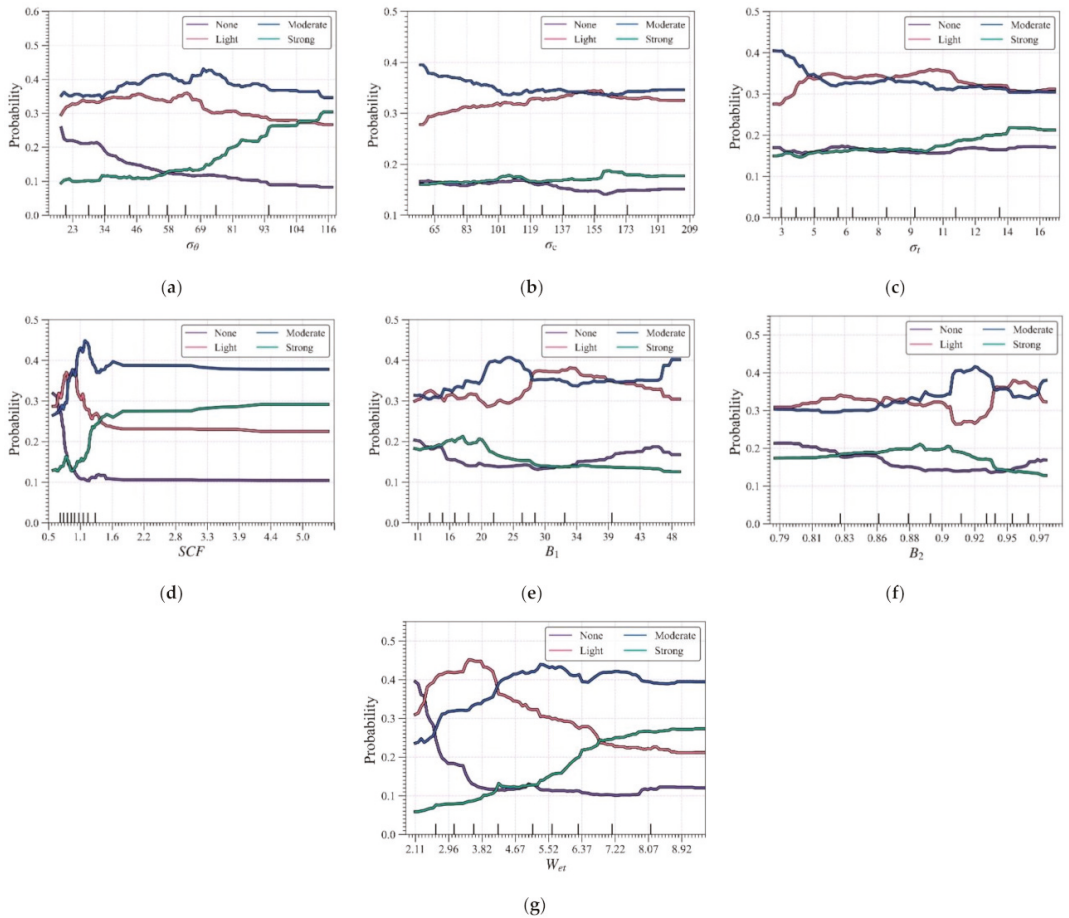 None Moderate
Light Strong
Probability
0.6
0.5
0.4
0.3
0.2
0.1
0.0
23 34 46 58 69 81 93 104 116
σθ
(a)
None Moderate
Light Strong
Probability
0.5
0.4
0.3
0.2
0.1
65 83 101 119 137 155 173 191 209
σc
(b)
None Moderate
Light Strong
Probability
0.5
0.4
0.3
0.2
0.1
0.0
3 5 6 8 9 11 12 14 16
σt
(c)
None Moderate
Light Strong
Probability
0.5
0.4
0.3
0.2
0.1
0.0
0.5 1.1 1.6 2.2 2.8 3.3 3.9 4.4 5.0
SCF
(d)
None Moderate
Light Strong
Probability
0.5
0.4
0.3
0.2
0.1
0.0
11 16 20 25 29 34 39 43 48
B1
(e)
None Moderate
Light Strong
Probability
0.5
0.4
0.3
0.2
0.1
0.0
0.79 0.81 0.83 0.86 0.88 0.90 0.92 0.95 0.97
B2
(f)
None Moderate
Light Strong
Probability
0.5
0.4
0.3
0.2
0.1
0.0
2.11 2.96 3.82 4.67 5.52 6.37 7.22 8.07 8.92
Wet
(g)